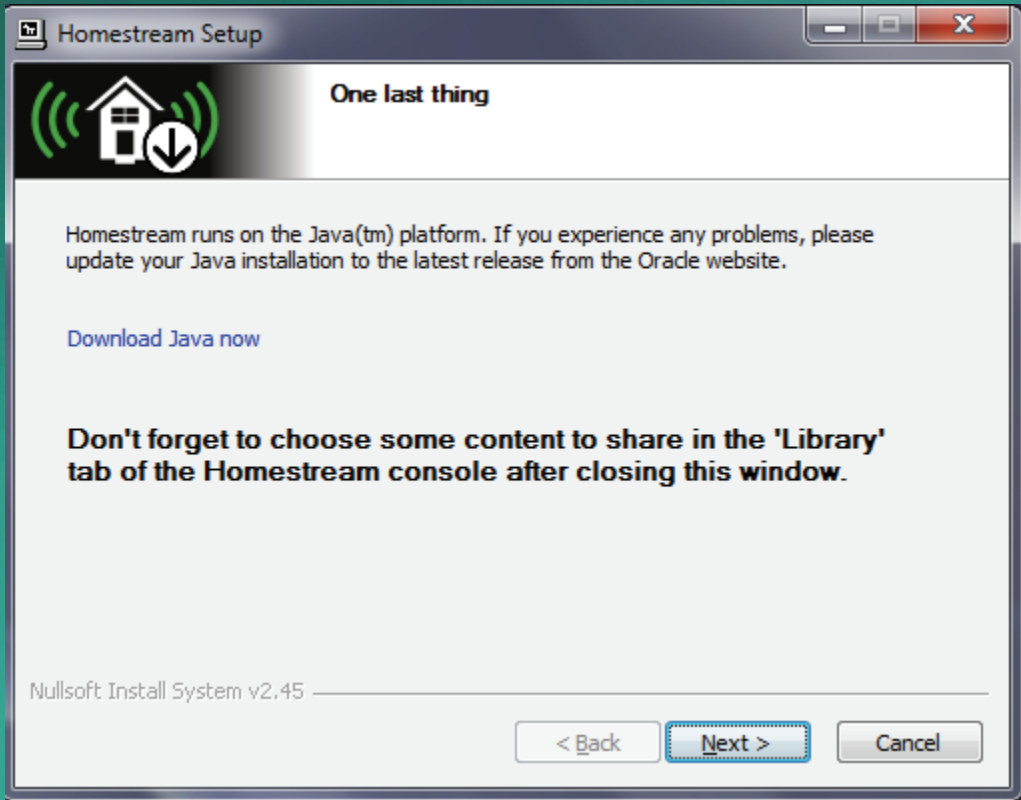 Homestream Setup
One last thing
Homestream runs on the Java(tm) platform. If you experience any problems, please
update your Java installation to the latest release from the Oracle website.
Download Java now
Don't forget to choose some content to share in the 'Library'
tab of the Homestream console after closing this window.
Nullsoft Install System v2.45
< Back
Next >
Cancel